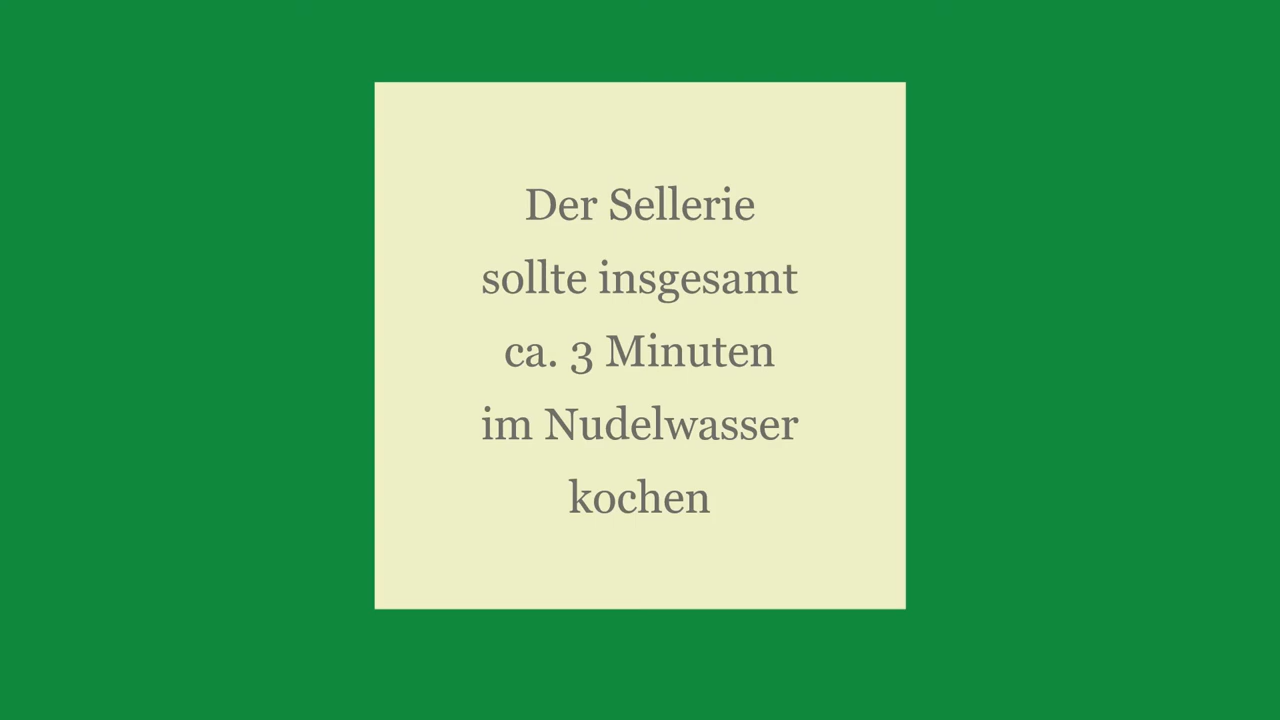 Der Sellerie
sollte insgesamt
ca. 3 Minuten
im Nudelwasser
kochen